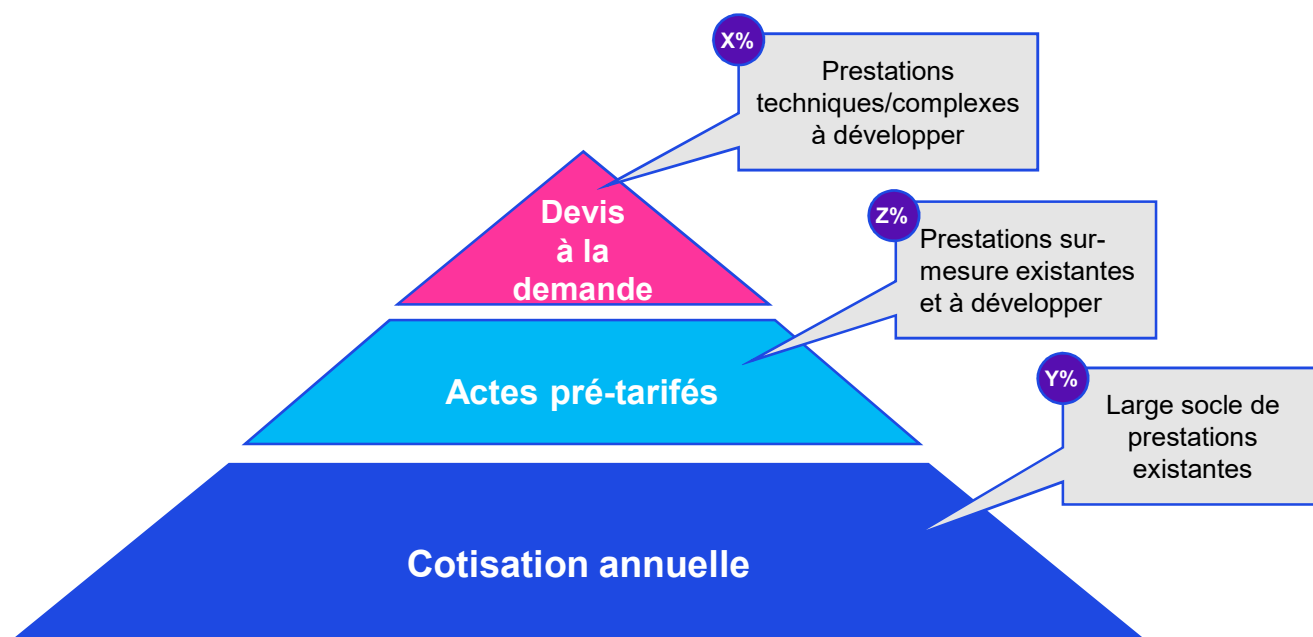 X%
Prestations
techniques/complexes
à développer
Devis
à la
demande
Z%
Prestations sur-
mesure existantes
et à développer
Actes pré-tarifés
Y%
Large socle de
prestations
existantes
Cotisation annuelle